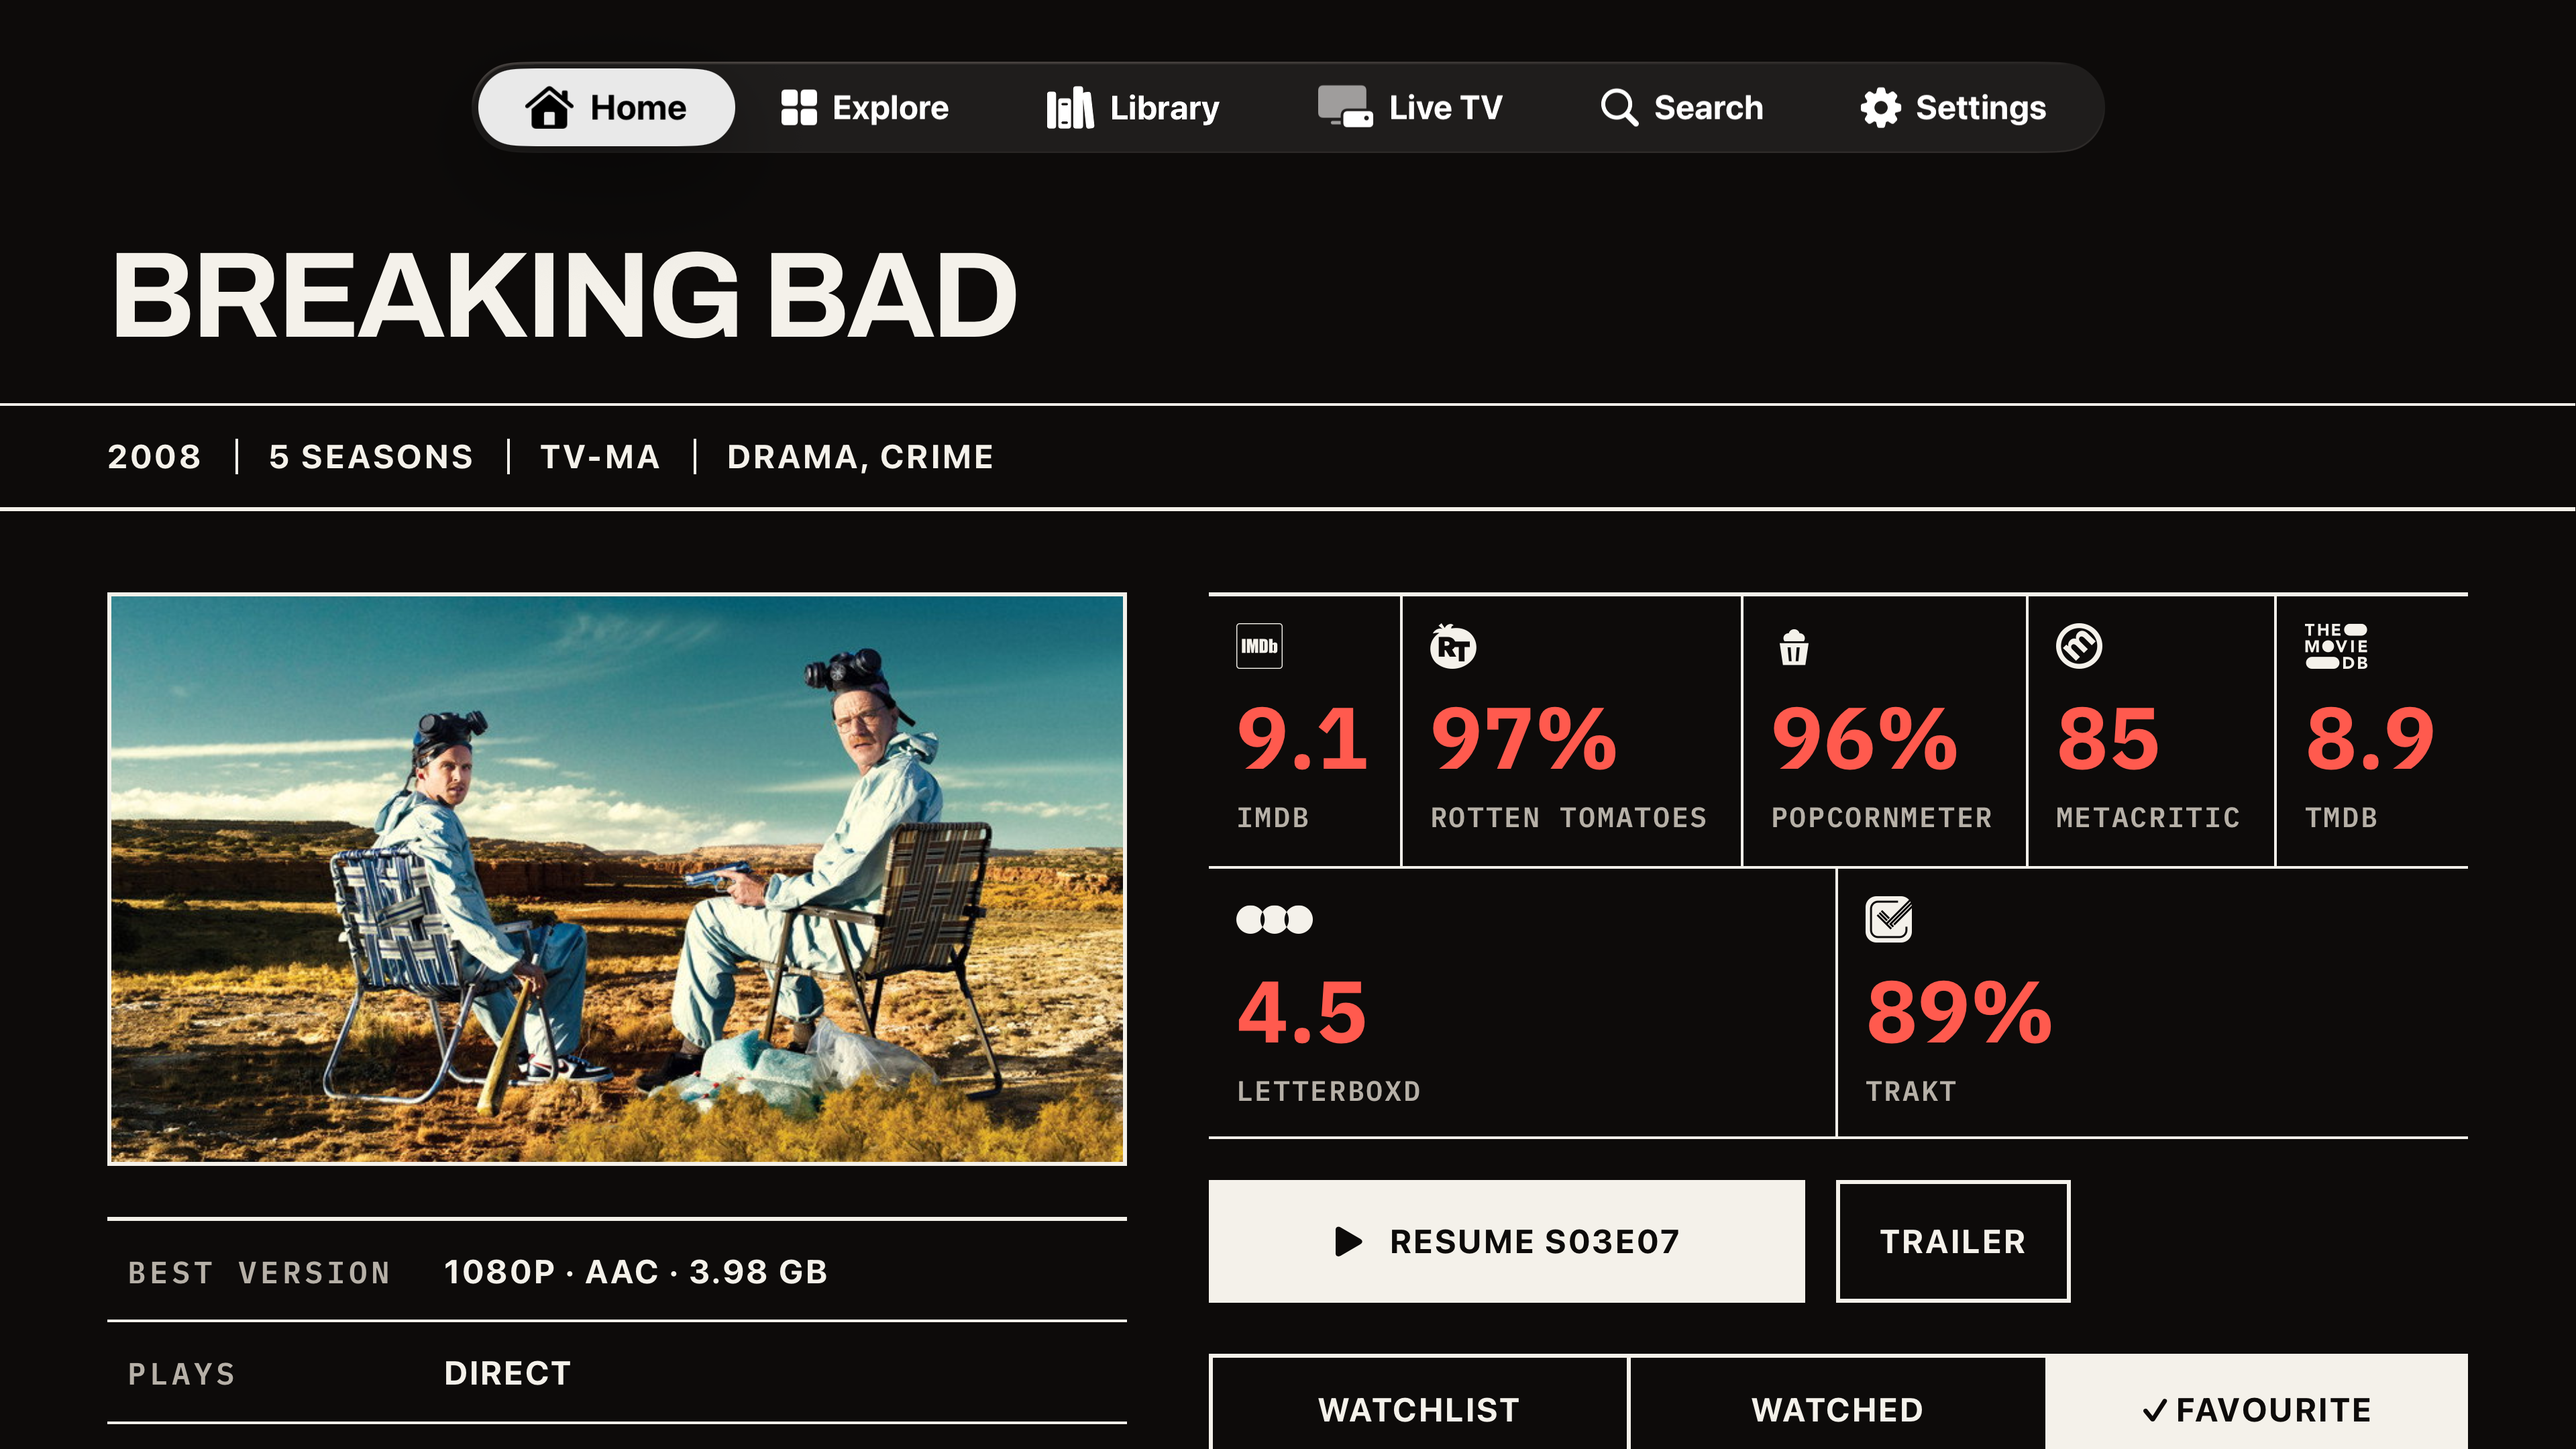 Home
Explore
Library
Live TV
Search
Settings
BREAKING BAD
2008
5 SEASONS
TV-MA
DRAMA, CRIME
IMDb
9.1
IMDB
RT
97%
ROTTEN TOMATOES
96%
POPCORNMETER
m
85
METACRITIC
THE
MOVIE
DB
8.9
TMDB
4.5
LETTERBOXD
89%
TRAKT
RESUME S03E07
TRAILER
BEST VERSION
1080P · AAC · 3.98 GB
PLAYS
DIRECT
WATCHLIST
WATCHED
✓ FAVOURITE